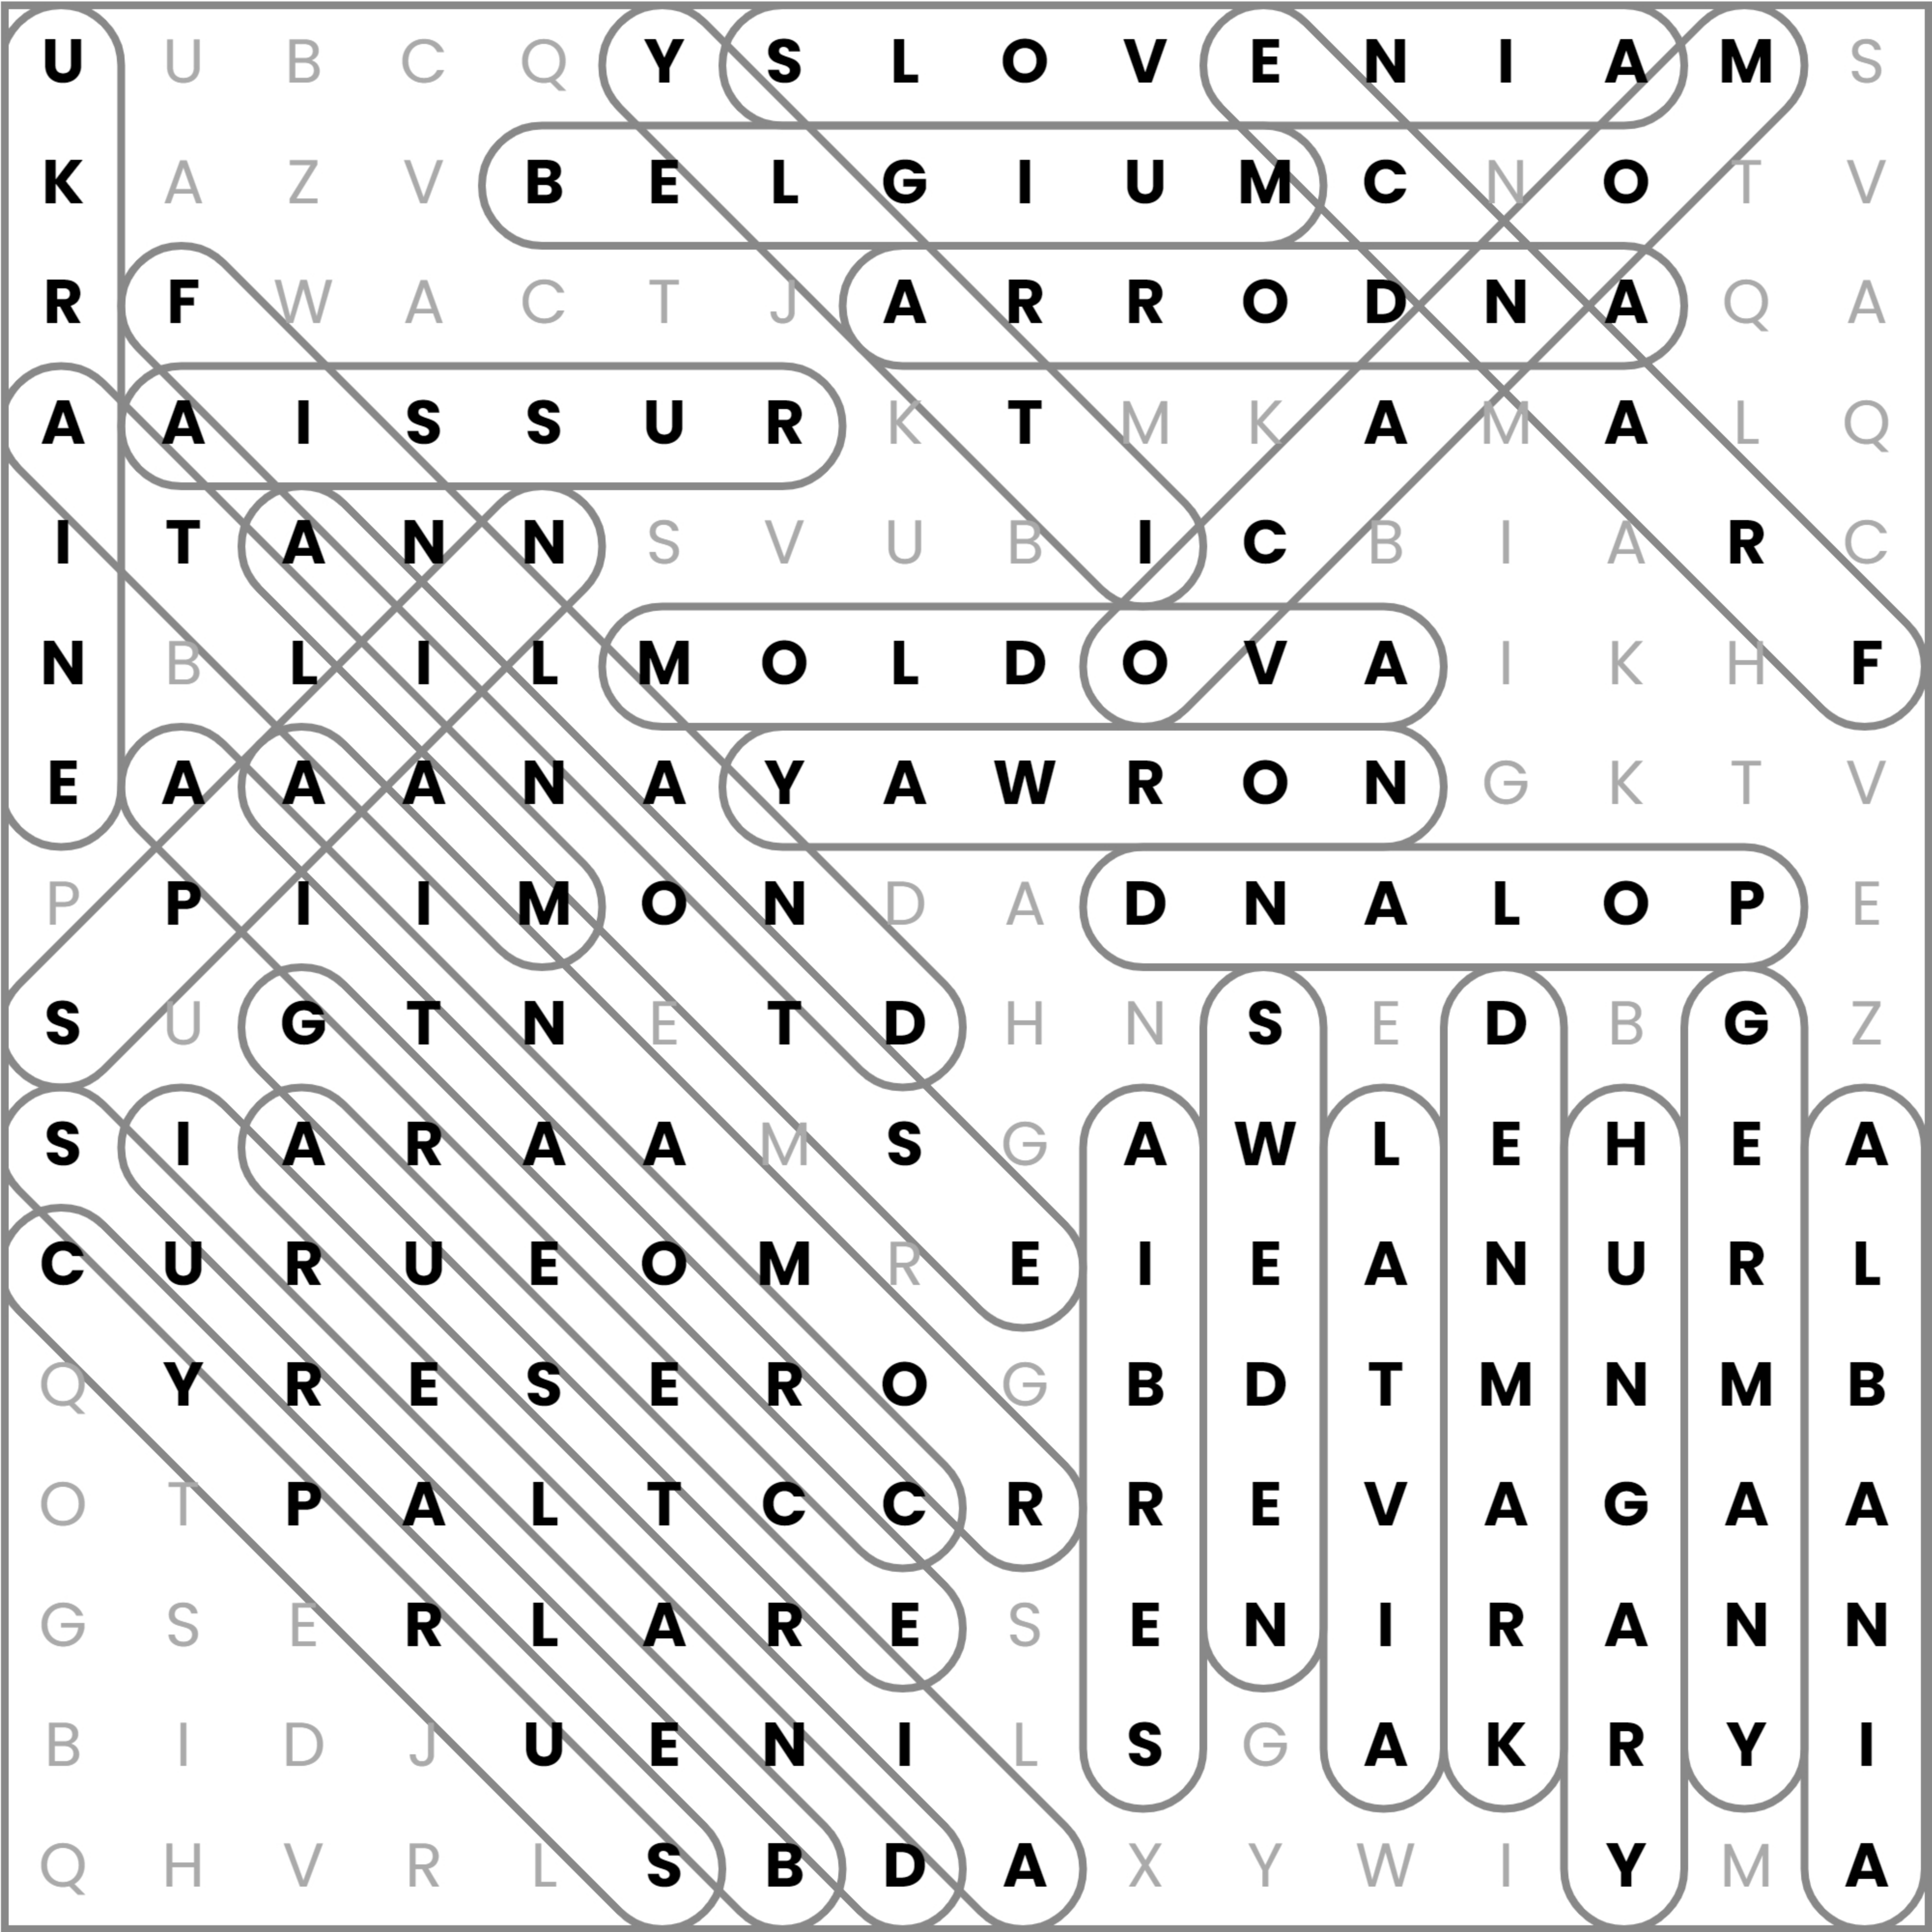 U U B C Q Y S L O V E N I A M S
K A Z V B E L G I U M C N O T V
R F W A C T J A R R O D N A Q A
A A I S S U R K T M K A M A L Q
I T A N N S V U B I C B I A R C
N B L I L M O L D O V A I K H F
E A A A N A Y A W R O N G K T V
P P I I M O N D A D N A L O P E
S U G T N E T D H N S E D B G Z
S I A R A A M S G A W L E H E A
C U R U E O M R E I E A N U R L
Q Y R E S E R O G B D T M N M B
O T P A L T C C R R E V A G A A
G S E R L A R E S E N I R A N N
B I D J U E N I L S G A K R Y I
Q H V R L S B D A X Y W I Y M A